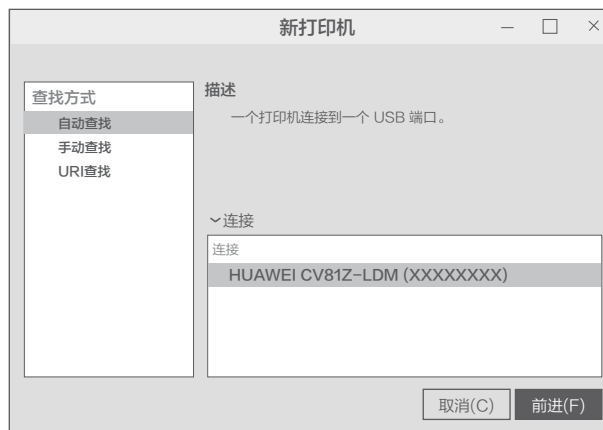 新打印机
查找方式
自动查找
手动查找
URI查找
描述
一个打印机连接到一个 USB 端口。
连接
连接
HUAWEI CV81Z-LDM (XXXXXXXX)
取消(C)
前进(F)